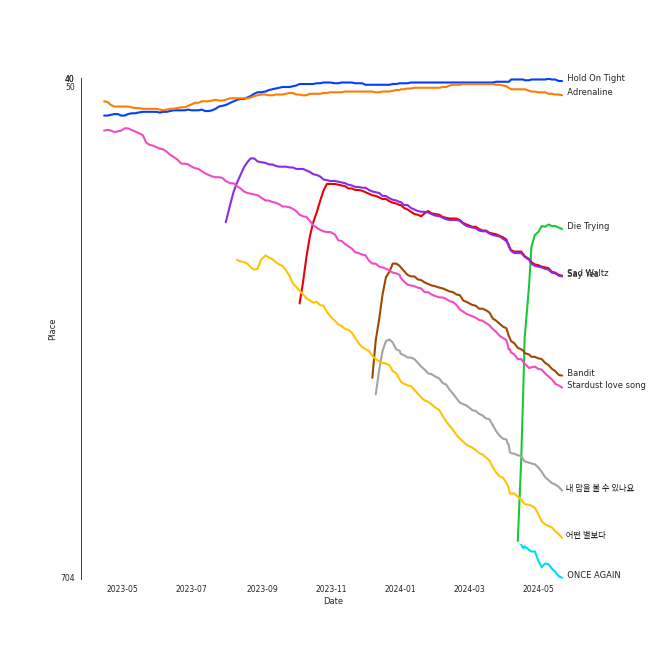 40
50
Hold On Tight
Adrenaline
Die Trying
Sad Waltz
Say Yes
Place
Bandit
Stardust love song
내 맘을 볼 수 있나요
어떤 별보다
ONCE AGAIN
704
2023-05
2023-07
2023-09
2023-11
2024-01
2024-03
2024-05
Date